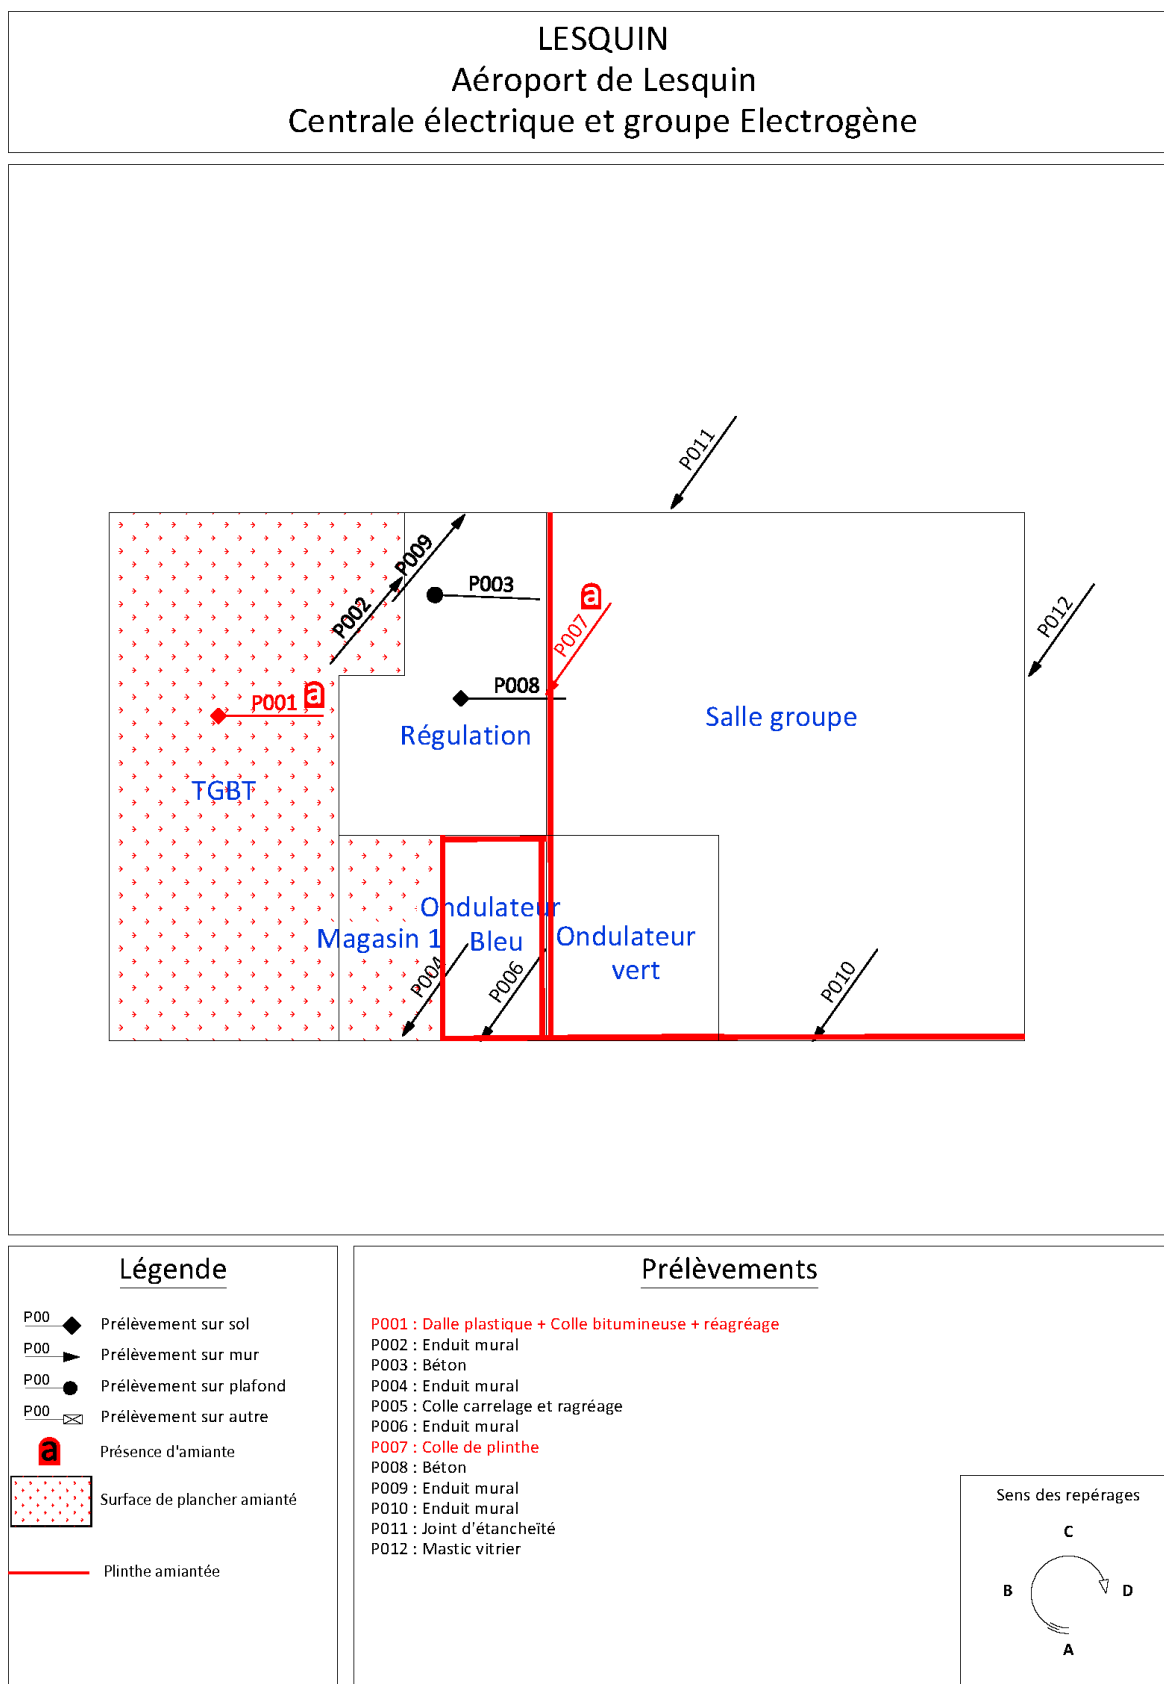 LESQUIN
Aéroport de Lesquin
Centrale électrique et groupe Electrogène
P011
P012
P009
P002
P003
a
P007
P001 a
P008
Régulation
Salle groupe
TGBT
Ondulateur
Bleu
Magasin 1
Ondulateur
vert
P004
P006
P010
Légende
P00 Prélèvement sur sol
P00 Prélèvement sur mur
P00 Prélèvement sur plafond
P00 Prélèvement sur autre
a Présence d'amiante
Surface de plancher amianté
Plinthe amiantée
Prélèvements
P001 : Dalle plastique + Colle bitumineuse + réagréage
P002 : Enduit mural
P003 : Béton
P004 : Enduit mural
P005 : Colle carrelage et ragréage
P006 : Enduit mural
P007 : Colle de plinthe
P008 : Béton
P009 : Enduit mural
P010 : Enduit mural
P011 : Joint d'étancheïté
P012 : Mastic vitrier
Sens des repérages
C
B
D
A